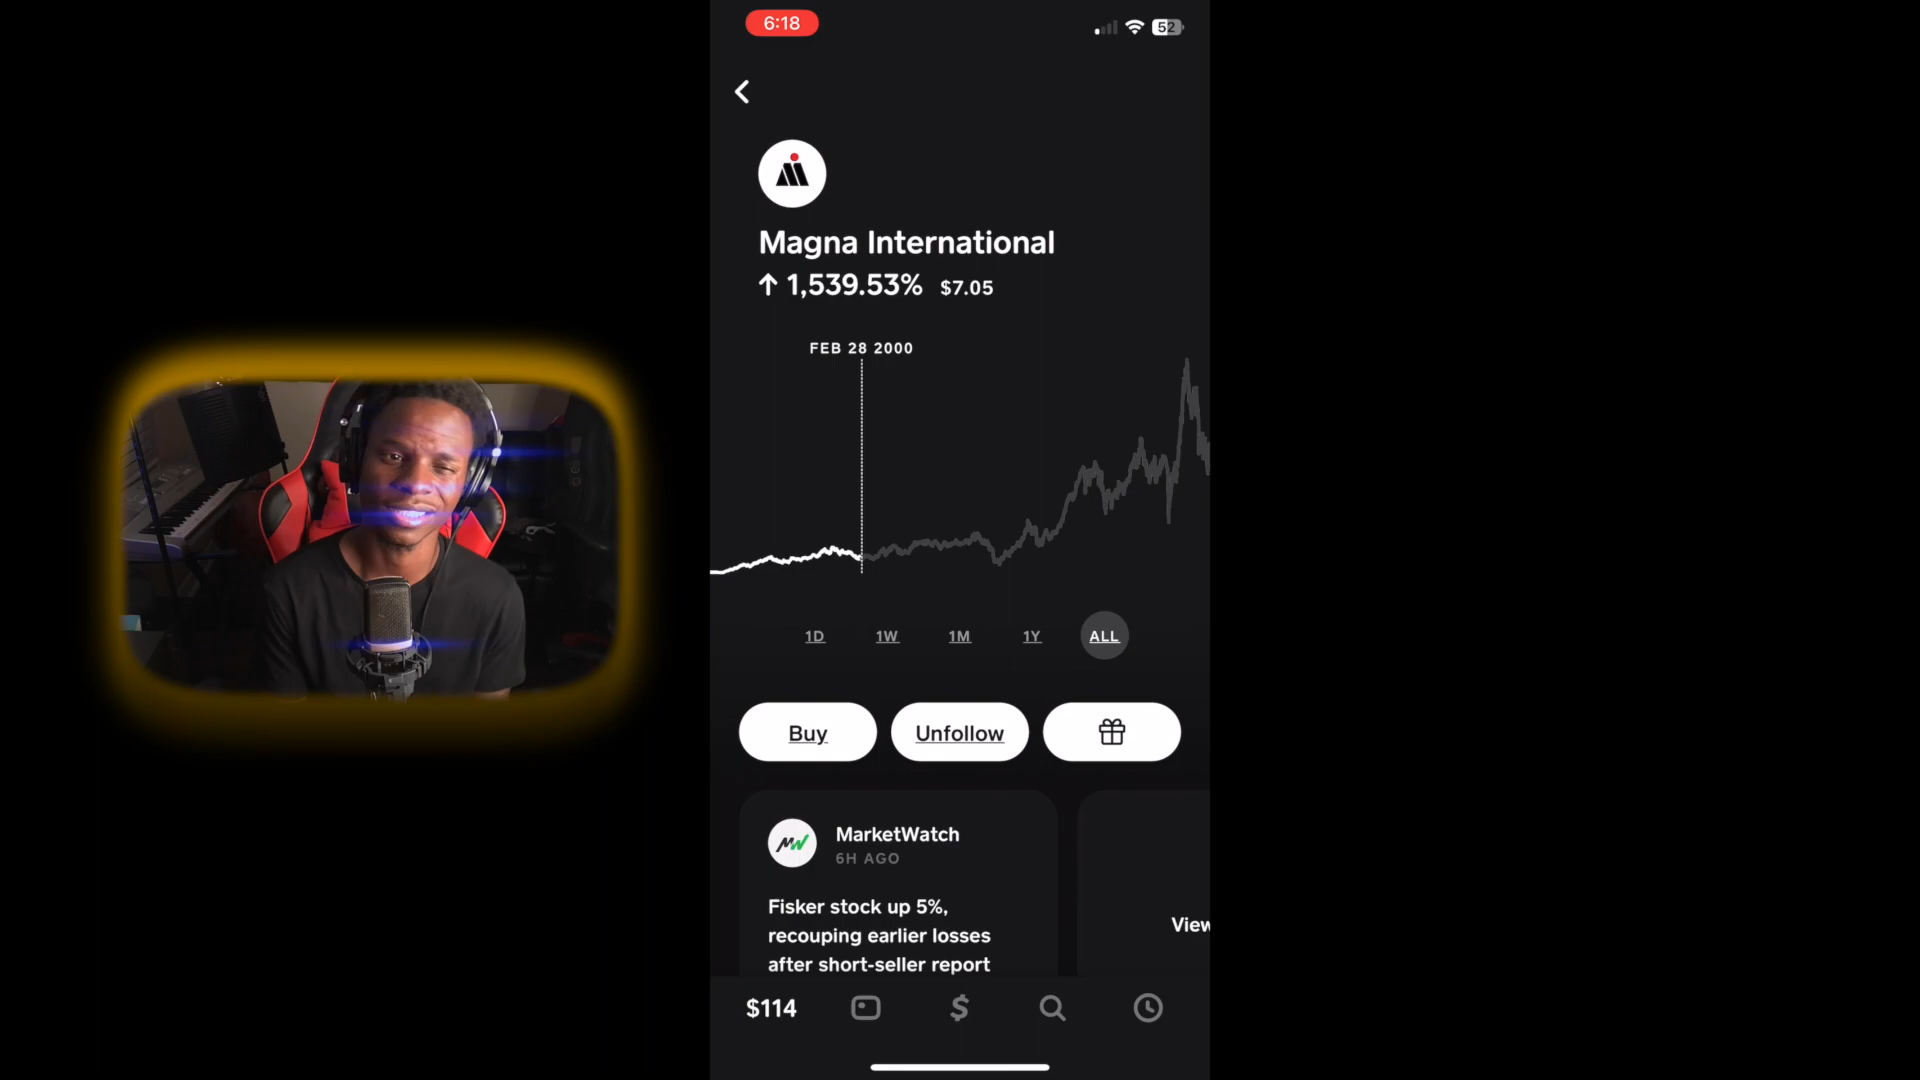 6:18
52
Magna International
↑ 1,539.53% $7.05
FEB 28 2000
1D 1W 1M 1Y ALL
Buy Unfollow
MarketWatch
6H AGO
Fisker stock up 5%,
recouping earlier losses
after short-seller report
View
$114